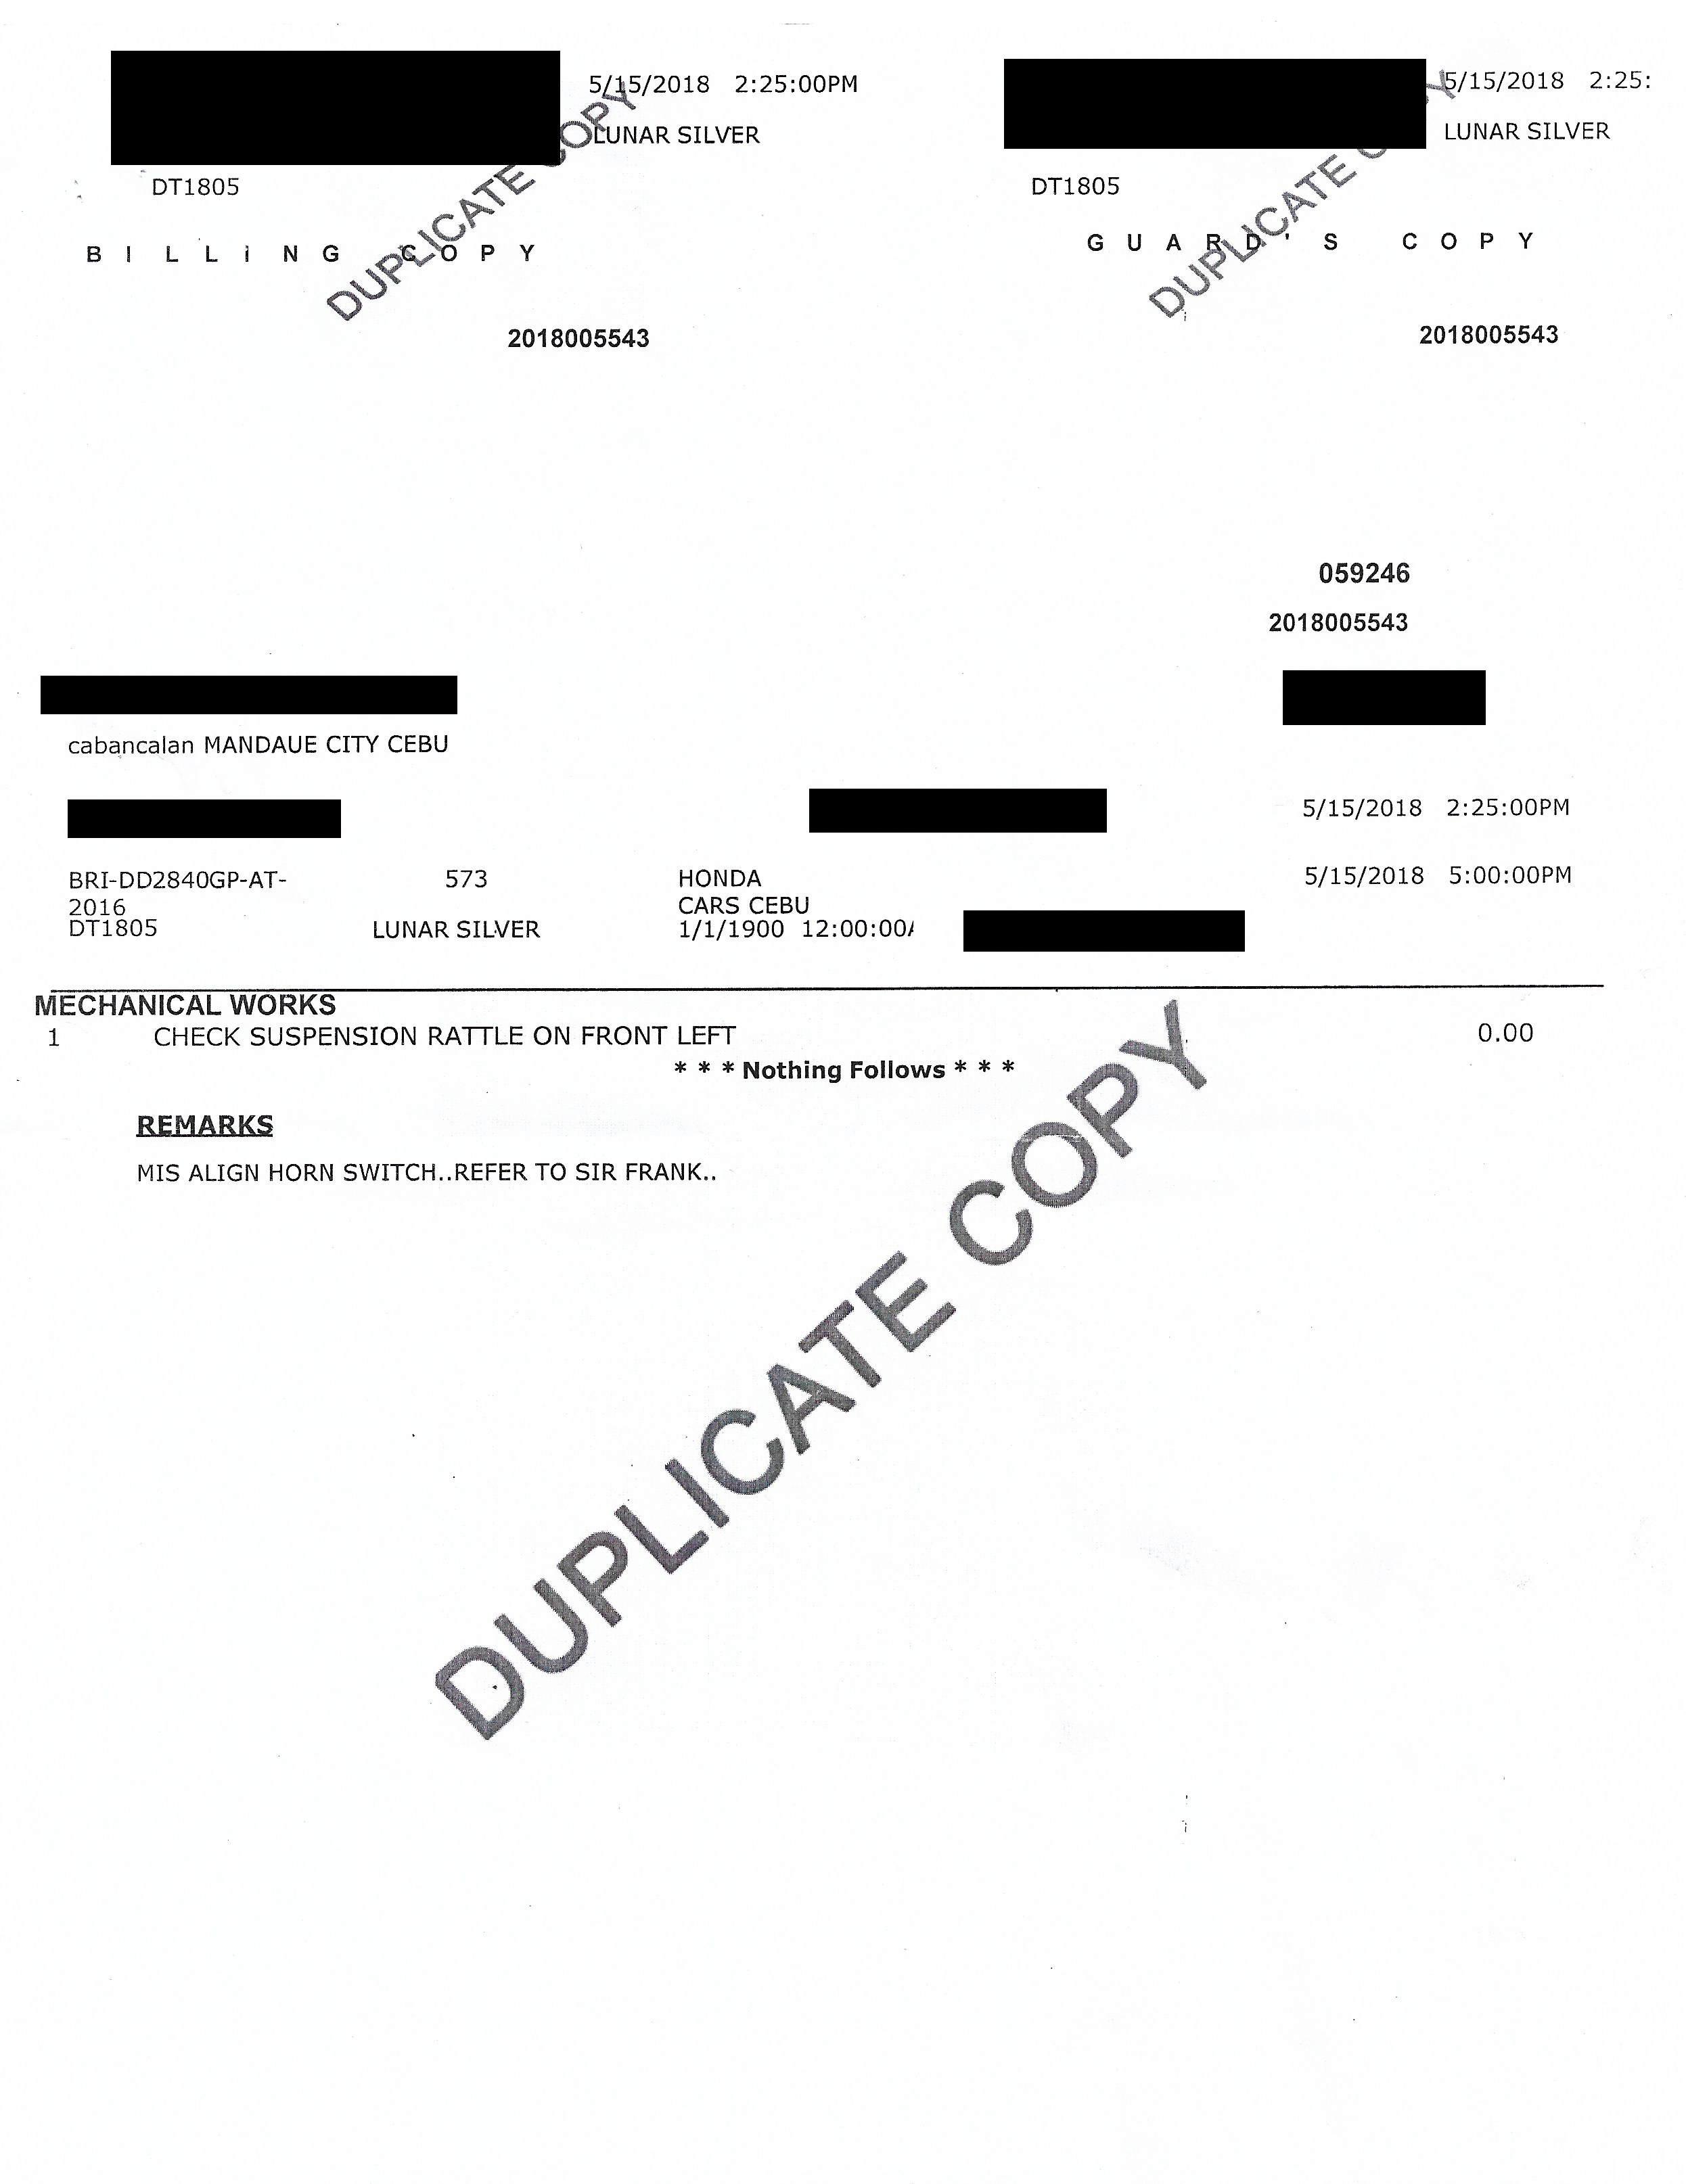 5/15/2018 2:25:00PM
LUNAR SILVER
DT1805
B I L L I N G C O P Y
DUPLICATE COPY
2018005543
5/15/2018 2:25:
LUNAR SILVER
DT1805
G U A R D ' S C O P Y
DUPLICATE COPY
2018005543
059246
2018005543
cabancalan MANDAUE CITY CEBU
5/15/2018 2:25:00PM
BRI-DD2840GP-AT- 573 HONDA 5/15/2018 5:00:00PM
2016 CARS CEBU
DT1805 LUNAR SILVER 1/1/1900 12:00:00
MECHANICAL WORKS
1 CHECK SUSPENSION RATTLE ON FRONT LEFT 0.00
* * * Nothing Follows * * *
REMARKS
MIS ALIGN HORN SWITCH..REFER TO SIR FRANK..
DUPLICATE COPY